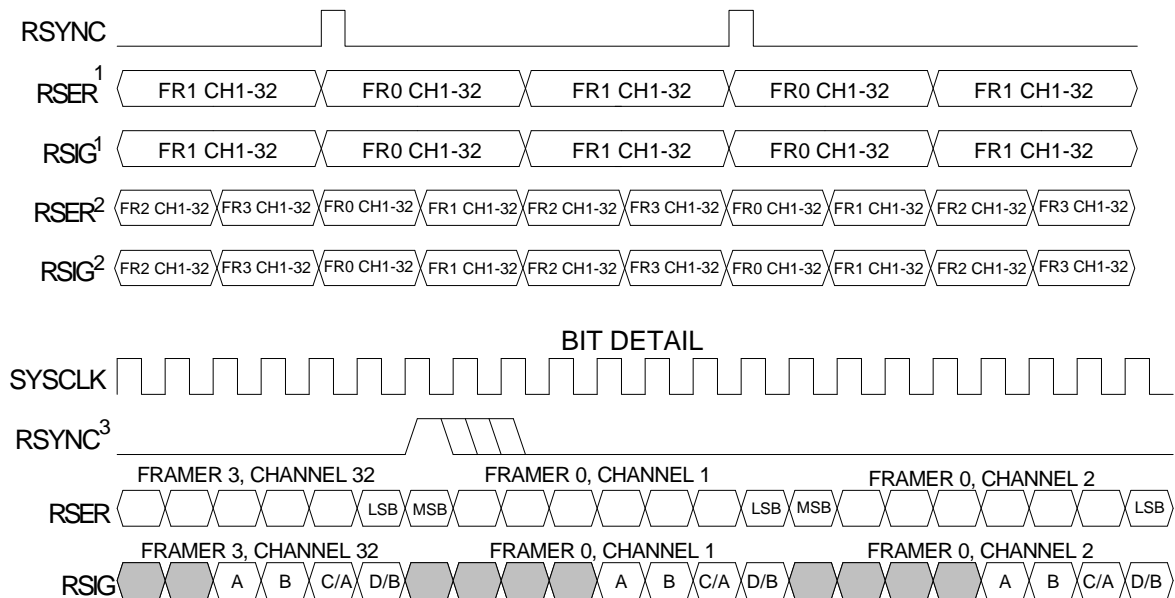 RSYNC
RSER1 FR1 CH1-32 FR0 CH1-32 FR1 CH1-32 FR0 CH1-32 FR1 CH1-32
RSIG1 FR1 CH1-32 FR0 CH1-32 FR1 CH1-32 FR0 CH1-32 FR1 CH1-32
RSER2 FR2 CH1-32 FR3 CH1-32 FR0 CH1-32 FR1 CH1-32 FR2 CH1-32 FR3 CH1-32 FR0 CH1-32 FR1 CH1-32 FR2 CH1-32 FR3 CH1-32
RSIG2 FR2 CH1-32 FR3 CH1-32 FR0 CH1-32 FR1 CH1-32 FR2 CH1-32 FR3 CH1-32 FR0 CH1-32 FR1 CH1-32 FR2 CH1-32 FR3 CH1-32
BIT DETAIL
SYSCLK
RSYNC3
FRAMER 3, CHANNEL 32 FRAMER 0, CHANNEL 1 FRAMER 0, CHANNEL 2
RSER LSB MSB LSB MSB LSB
FRAMER 3, CHANNEL 32 FRAMER 0, CHANNEL 1 FRAMER 0, CHANNEL 2
RSIG A B C/A D/B A B C/A D/B A B C/A D/B